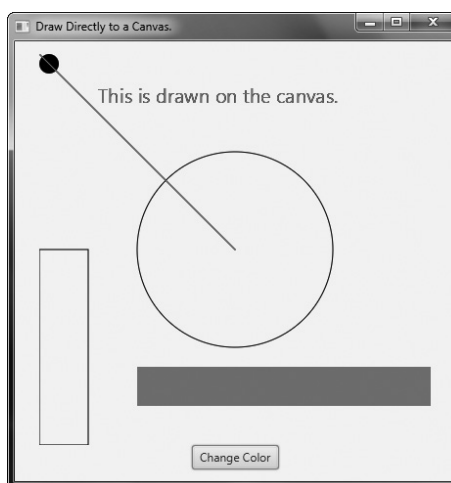 Draw Directly to a Canvas.
This is drawn on the canvas.
Change Color